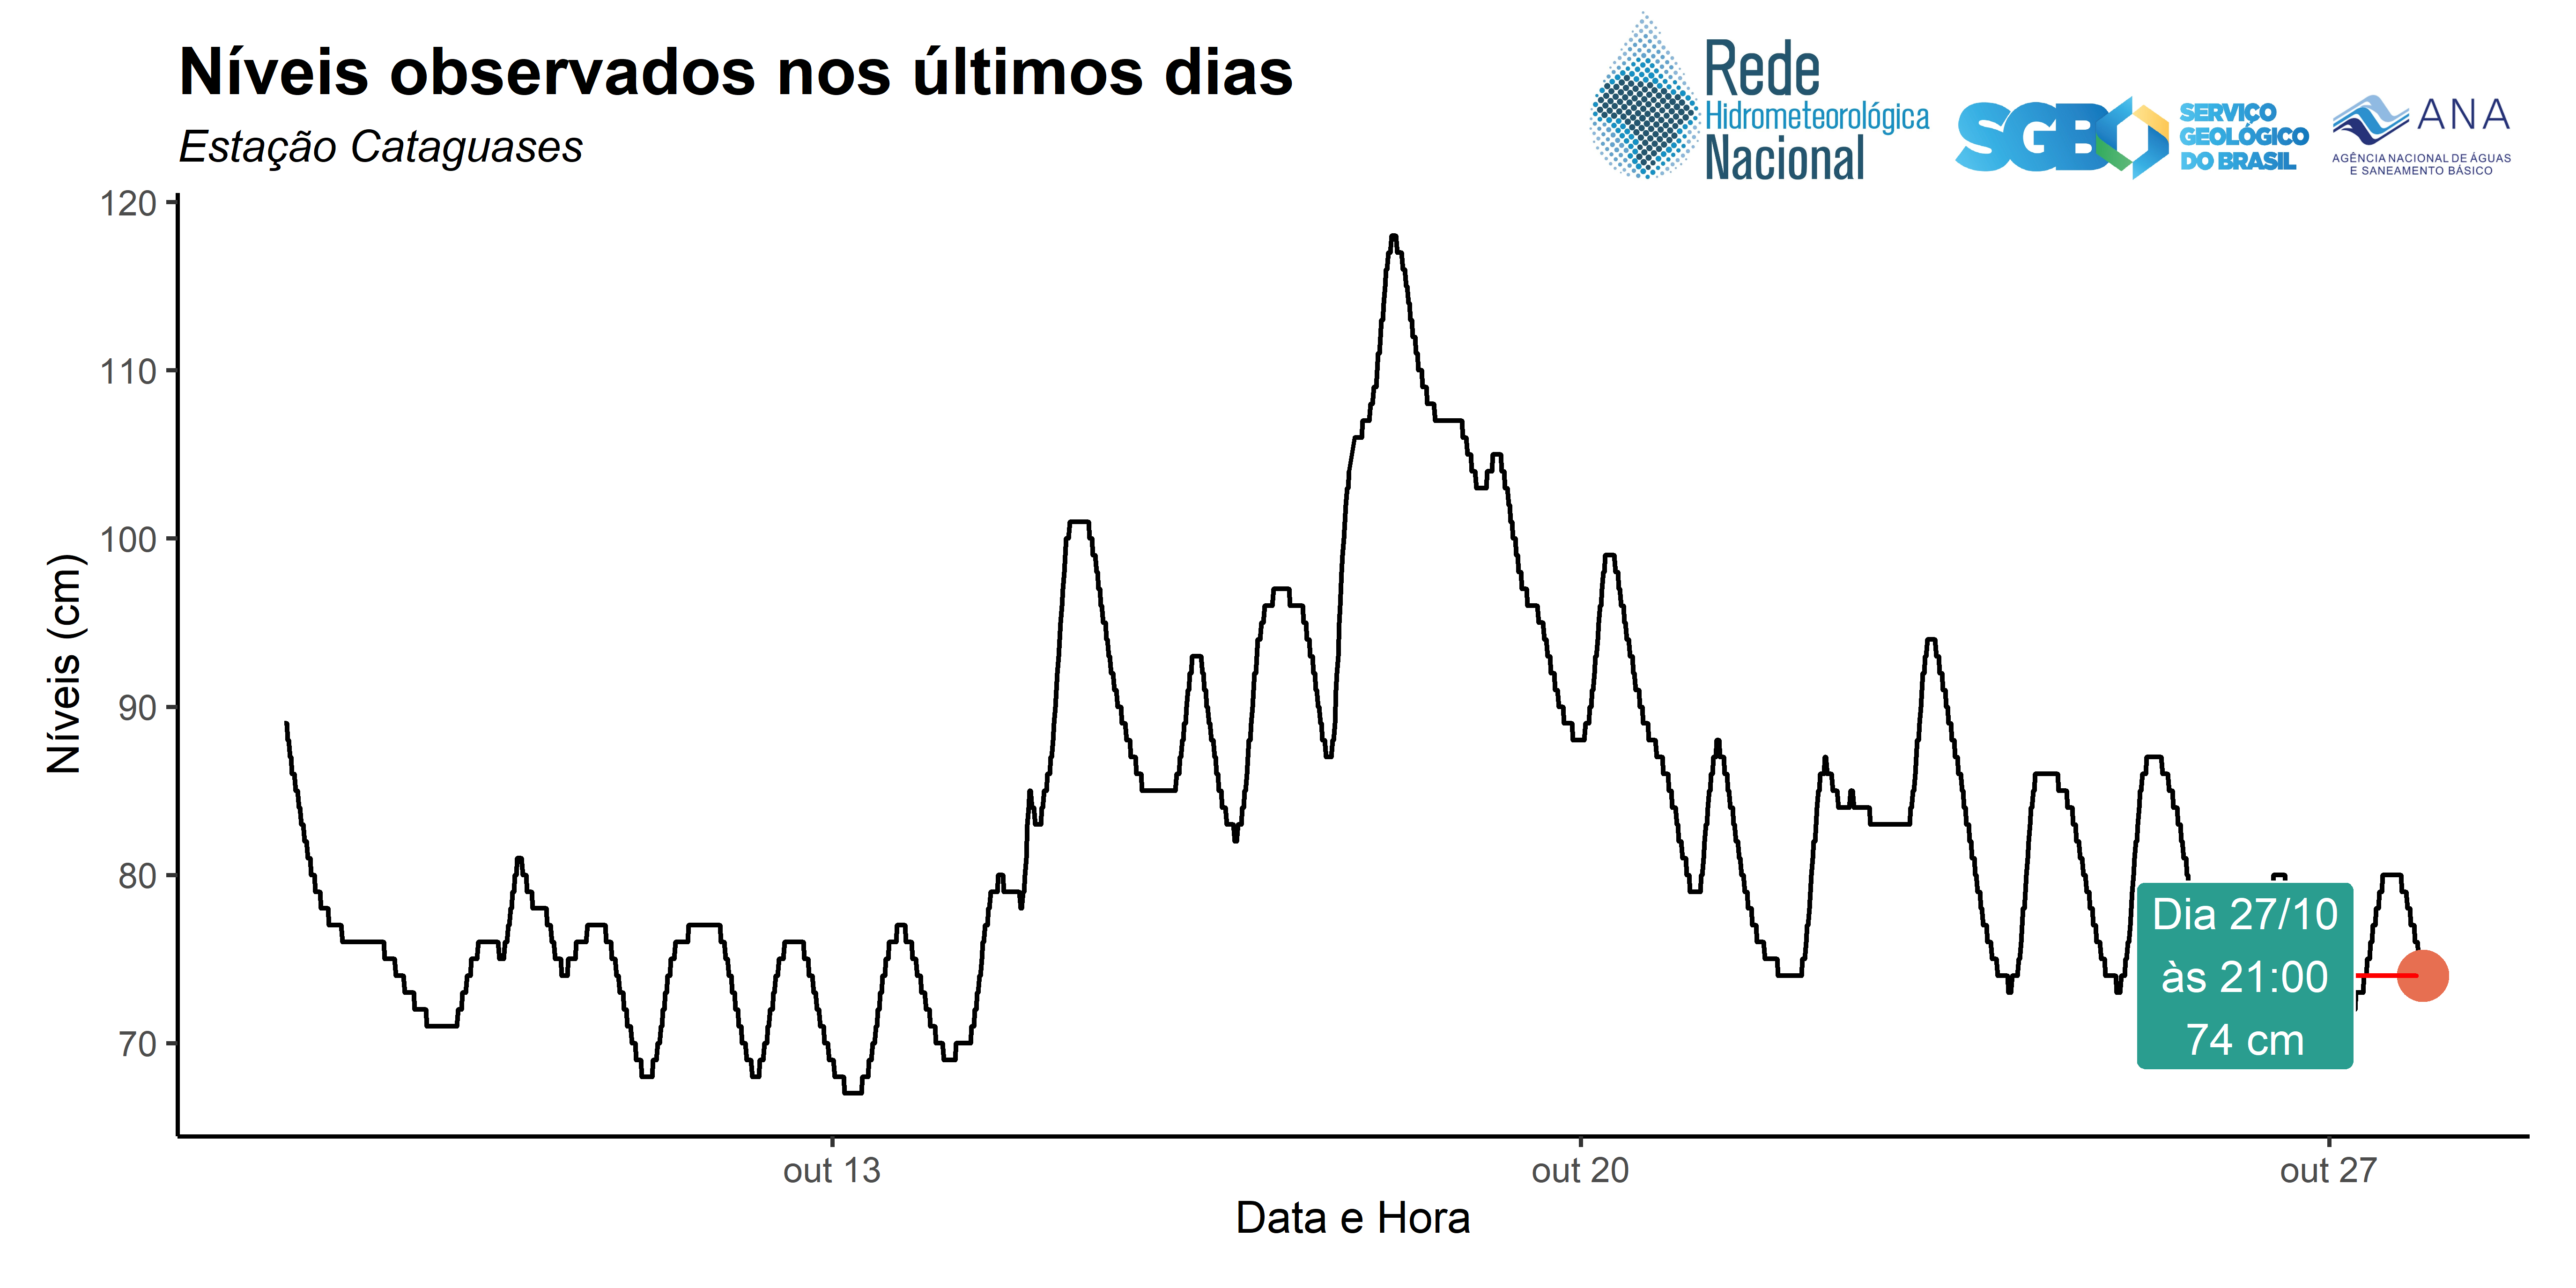 Níveis observados nos últimos dias
Estação Cataguases
Rede
Hidrometeorológica
Nacional
SGB
SERVIÇO
GEOLÓGICO
DO BRASIL
ANA
AGÊNCIA NACIONAL DE ÁGUAS
E SANEAMENTO BÁSICO
120
110
100
90
80
70
Níveis (cm)
Dia 27/10
às 21:00
74 cm
out 13
out 20
out 27
Data e Hora